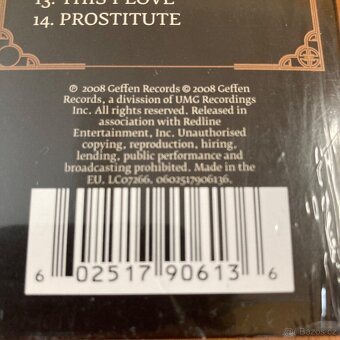 13. THIS I LOVE
14. PROSTITUTE
℗ 2008 Geffen Records © 2008 Geffen
Records, a divission of UMG Recordings
Inc. All rights reserved. Released in
association with Redline
Entertainment, Inc. Unauthorised
copying, reproduction, hiring,
lending, public performance and
broadcasting prohibited. Made in the
EU. LC07266. 0602517906136.
6 02517 90613 6